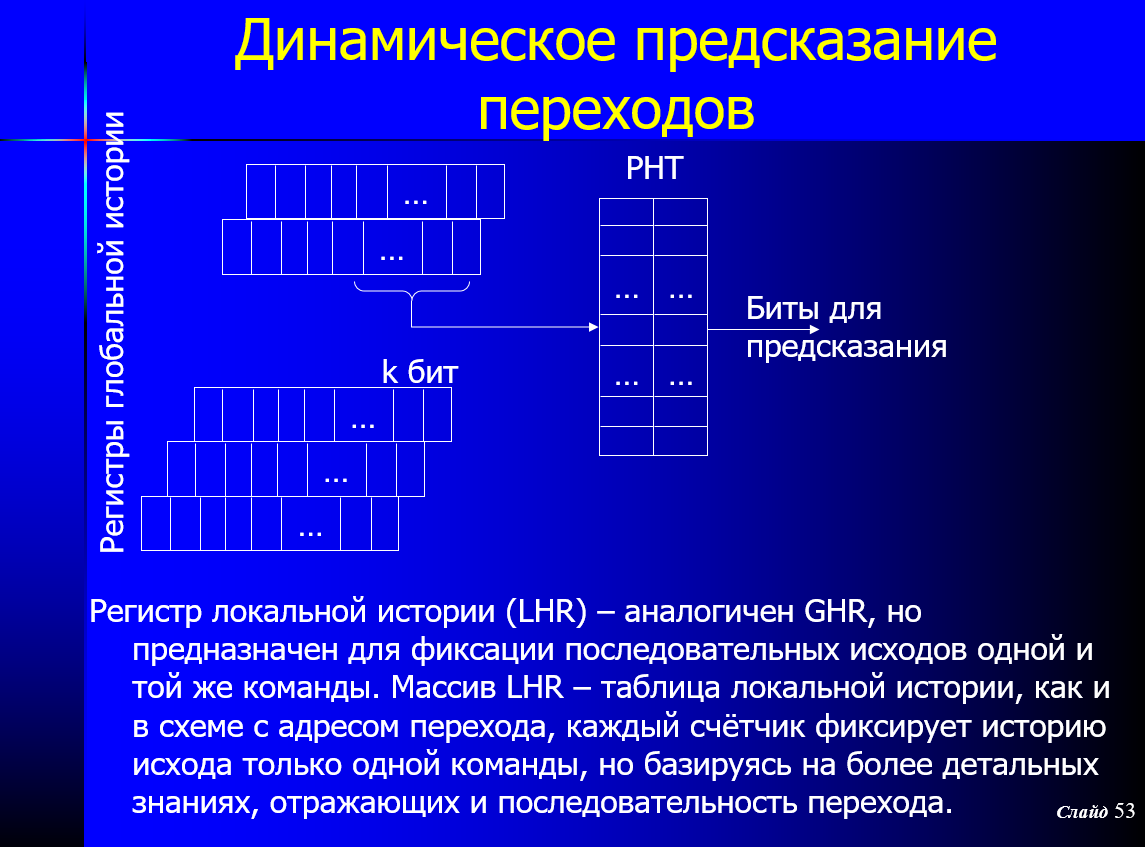 Динамическое предсказание
переходов
Регистры глобальной истории
PHT
...
...
... ...
Биты для
предсказания
k бит
... ...
...
...
...
Регистр локальной истории (LHR) – аналогичен GHR, но
предназначен для фиксации последовательных исходов одной и
той же команды. Массив LHR – таблица локальной истории, как и
в схеме с адресом перехода, каждый счётчик фиксирует историю
исхода только одной команды, но базируясь на более детальных
знаниях, отражающих и последовательность перехода.
Слайд 53